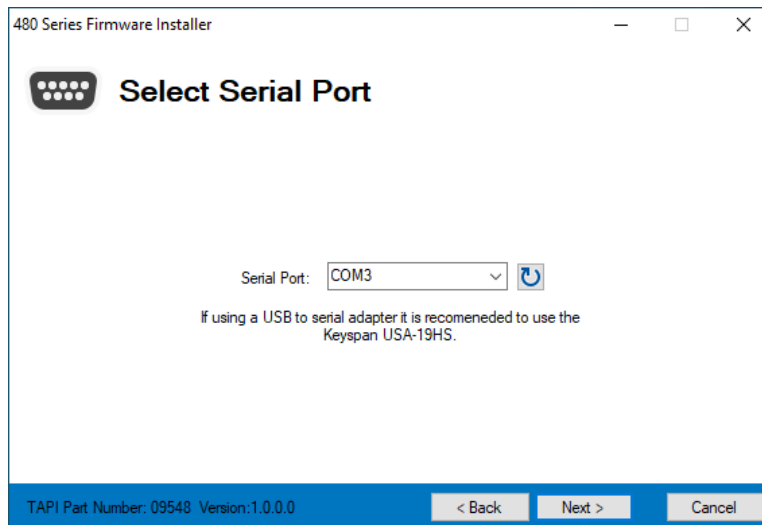 480 Series Firmware Installer
Select Serial Port
Serial Port: COM3
If using a USB to serial adapter it is recomeneded to use the
Keyspan USA-19HS.
TAPI Part Number: 09548 Version:1.0.0.0 < Back Next > Cancel